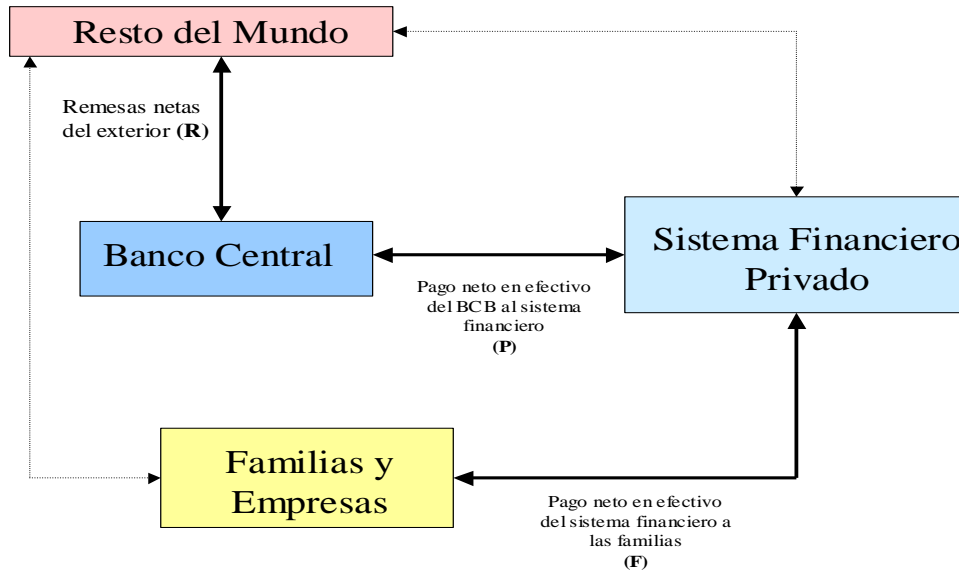 Resto del Mundo
Remesas netas
del exterior (R)
Banco Central
Sistema Financiero
Privado
Pago neto en efectivo
del BCB al sistema
financiero
(P)
Familias y
Empresas
Pago neto en efectivo
del sistema financiero a
las familias
(F)